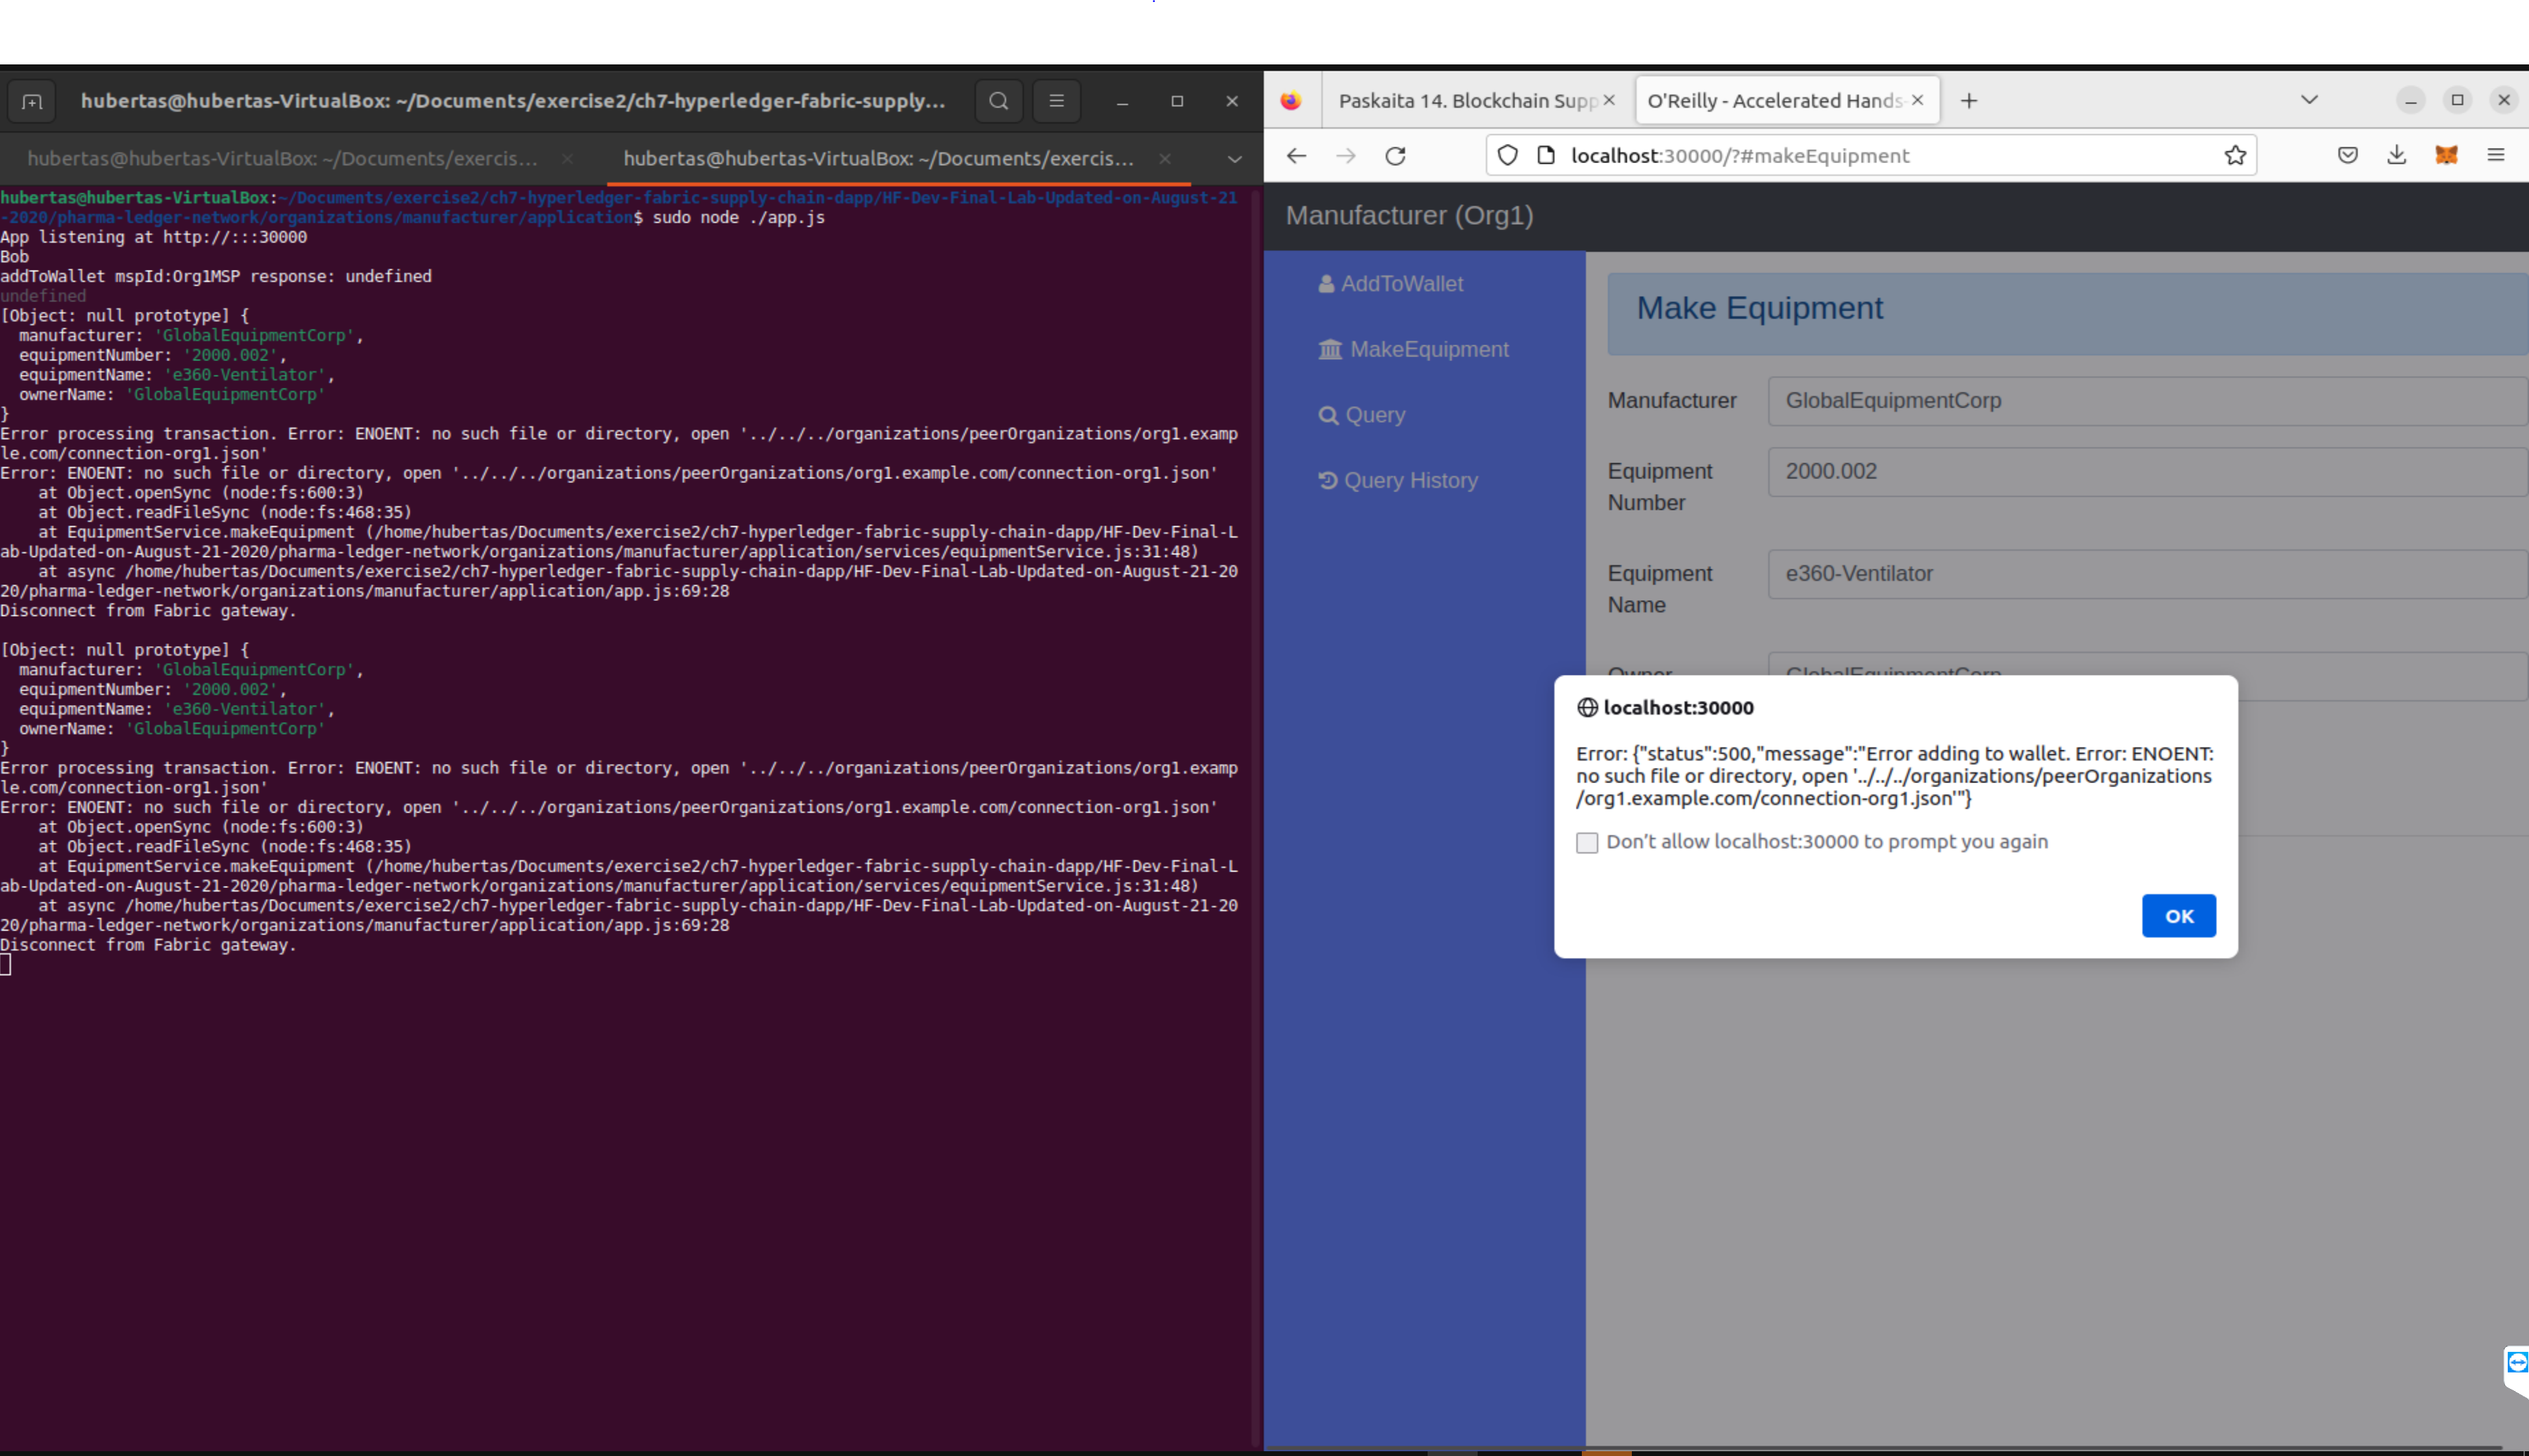 hubertas@hubertas-VirtualBox: ~/Documents/exercise2/ch7-hyperledger-fabric-supply...
hubertas@hubertas-VirtualBox: ~/Documents/exercis...
hubertas@hubertas-VirtualBox: ~/Documents/exercis...
hubertas@hubertas-VirtualBox:~/Documents/exercise2/ch7-hyperledger-fabric-supply-chain-dapp/HF-Dev-Final-Lab-Updated-on-August-21
-2020/pharma-ledger-network/organizations/manufacturer/application$ sudo node ./app.js
App listening at http://:::30000
Bob
addToWallet mspId:Org1MSP response: undefined
undefined
[Object: null prototype] {
  manufacturer: 'GlobalEquipmentCorp',
  equipmentNumber: '2000.002',
  equipmentName: 'e360-Ventilator',
  ownerName: 'GlobalEquipmentCorp'
}
Error processing transaction. Error: ENOENT: no such file or directory, open '../../../organizations/peerOrganizations/org1.examp
le.com/connection-org1.json'
Error: ENOENT: no such file or directory, open '../../../organizations/peerOrganizations/org1.example.com/connection-org1.json'
    at Object.openSync (node:fs:600:3)
    at Object.readFileSync (node:fs:468:35)
    at EquipmentService.makeEquipment (/home/hubertas/Documents/exercise2/ch7-hyperledger-fabric-supply-chain-dapp/HF-Dev-Final-L
ab-Updated-on-August-21-2020/pharma-ledger-network/organizations/manufacturer/application/services/equipmentService.js:31:48)
    at async /home/hubertas/Documents/exercise2/ch7-hyperledger-fabric-supply-chain-dapp/HF-Dev-Final-Lab-Updated-on-August-21-20
20/pharma-ledger-network/organizations/manufacturer/application/app.js:69:28
Disconnect from Fabric gateway.
[Object: null prototype] {
  manufacturer: 'GlobalEquipmentCorp',
  equipmentNumber: '2000.002',
  equipmentName: 'e360-Ventilator',
  ownerName: 'GlobalEquipmentCorp'
}
Error processing transaction. Error: ENOENT: no such file or directory, open '../../../organizations/peerOrganizations/org1.examp
le.com/connection-org1.json'
Error: ENOENT: no such file or directory, open '../../../organizations/peerOrganizations/org1.example.com/connection-org1.json'
    at Object.openSync (node:fs:600:3)
    at Object.readFileSync (node:fs:468:35)
    at EquipmentService.makeEquipment (/home/hubertas/Documents/exercise2/ch7-hyperledger-fabric-supply-chain-dapp/HF-Dev-Final-L
ab-Updated-on-August-21-2020/pharma-ledger-network/organizations/manufacturer/application/services/equipmentService.js:31:48)
    at async /home/hubertas/Documents/exercise2/ch7-hyperledger-fabric-supply-chain-dapp/HF-Dev-Final-Lab-Updated-on-August-21-20
20/pharma-ledger-network/organizations/manufacturer/application/app.js:69:28
Disconnect from Fabric gateway.
Paskaita 14. Blockchain Supp
O'Reilly - Accelerated Hands-
localhost:30000/?#makeEquipment
Manufacturer (Org1)
AddToWallet
MakeEquipment
Query
Query History
Make Equipment
Manufacturer
GlobalEquipmentCorp
Equipment
Number
2000.002
Equipment
Name
e360-Ventilator
Owner
GlobalEquipmentCorp
localhost:30000
Error: {"status":500,"message":"Error adding to wallet. Error: ENOENT:
no such file or directory, open '../../../organizations/peerOrganizations
/org1.example.com/connection-org1.json'"}
Don't allow localhost:30000 to prompt you again
OK